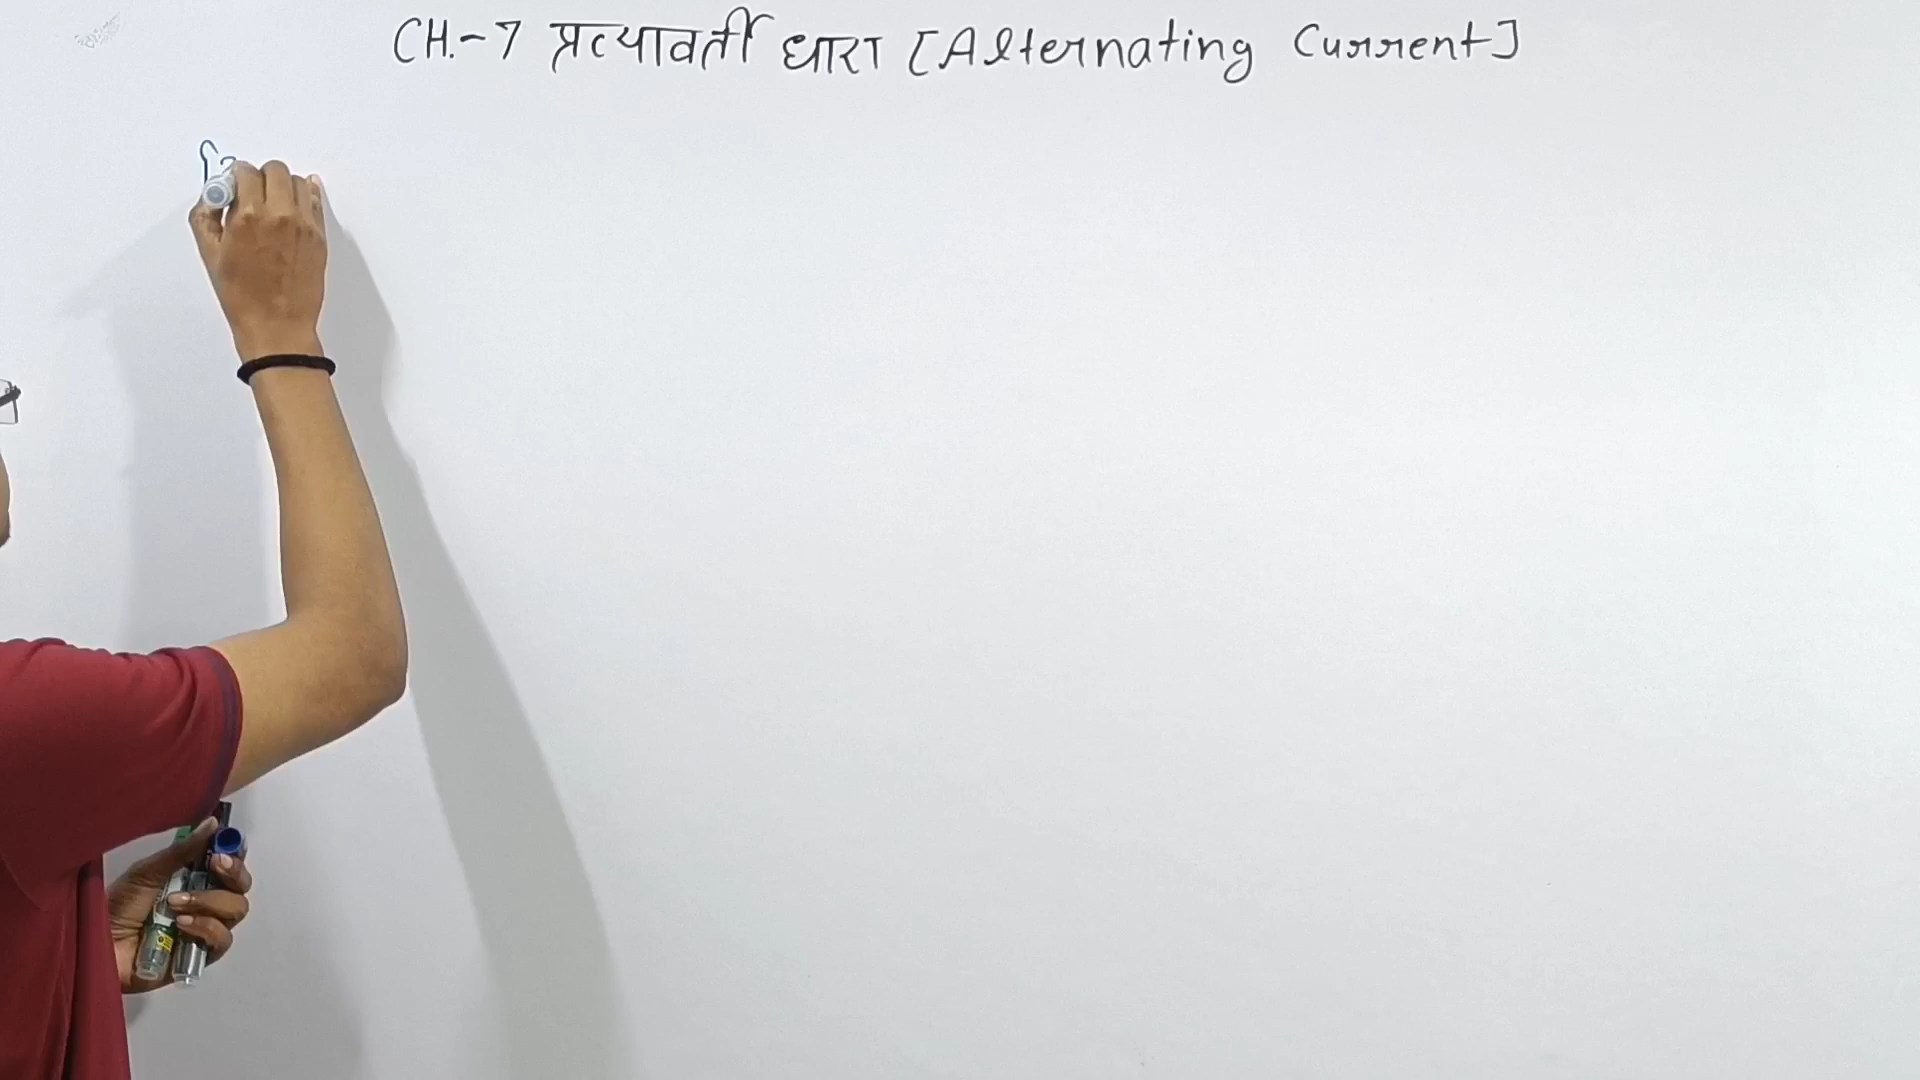 CH.-7 प्रत्यावर्ती धारा [Alternating Current]